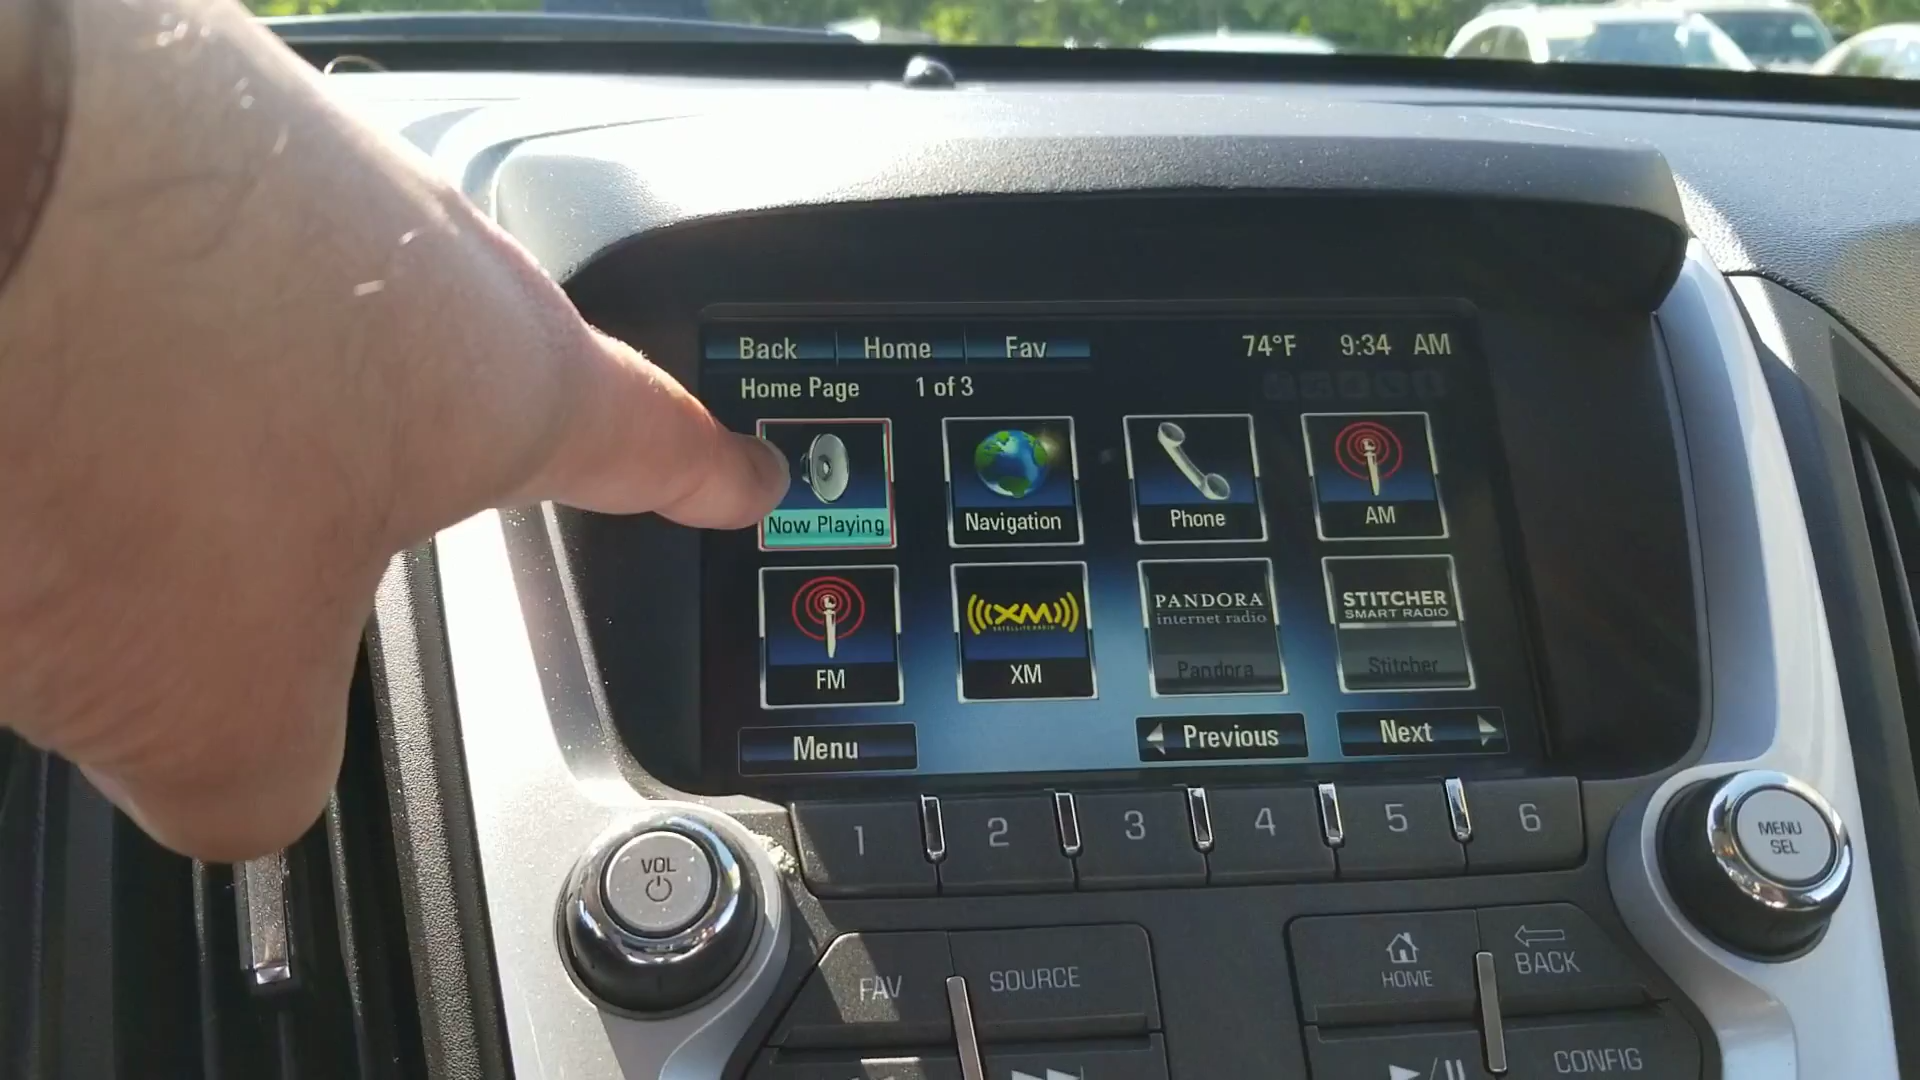 Back Home Fav 74°F 9:34 AM
Home Page 1 of 3
Now Playing Navigation Phone AM
PANDORA STITCHER
internet radio SMART RADIO
XM
SATELLITE RADIO
FM XM Pandora Stitcher
Menu Previous Next
1 2 3 4 5 6
VOL
MENU
SEL
FAV SOURCE HOME BACK
CONFIG